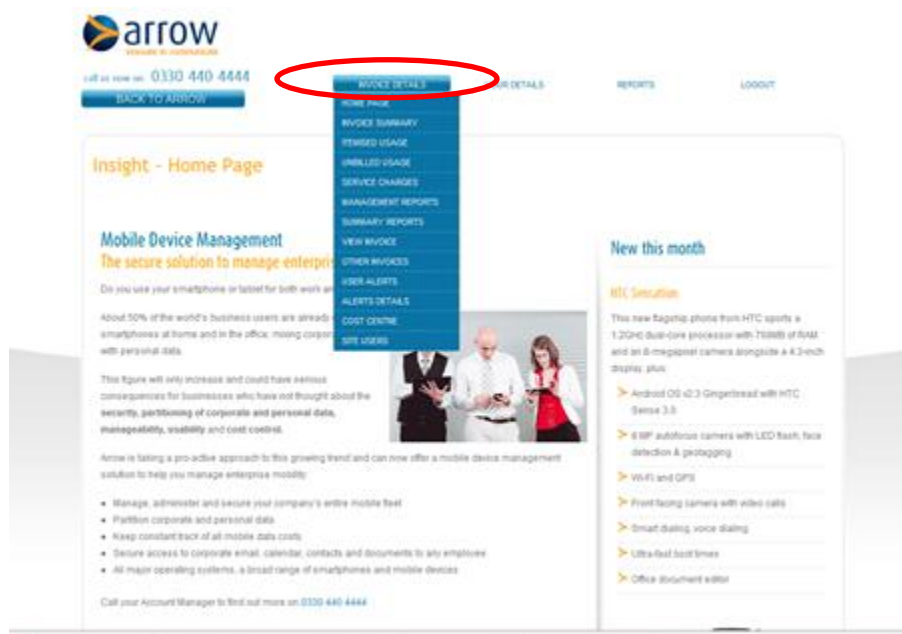 arrow
call us now on: 0330 440 4444
BACK TO ARROW
INVOICE DETAILS
DETAILS
REPORTS
LOGOUT
HOME PAGE
INVOICE SUMMARY
ITEMISED USAGE
UNBILLED USAGE
SERVICE CHARGES
MANAGEMENT REPORTS
SUMMARY REPORTS
VIEW INVOICE
OTHER INVOICES
USER ALERTS
ALERTS DETAILS
COST CENTRE
SITE USERS
Insight - Home Page
Mobile Device Management
The secure solution to manage enterpri
Do you use your smartphone or tablet for both work an
About 50% of the world's business users are already
smartphones at home and in the office, mixing corpor
with personal data.
This figure will only increase and could have serious
consequences for businesses who have not thought about the
security, partitioning of corporate and personal data,
manageability, usability and cost control.
Arrow is taking a pro-active approach to this growing trend and can now offer a mobile device management
solution to help you manage enterprise mobility:
• Manage, administer and secure your company's entire mobile fleet
• Partition corporate and personal data
• Keep constant track of all mobile data costs
• Secure access to corporate email, calendar, contacts and documents to any employee
• All major operating systems, a broad range of smartphones and mobile devices
Call your Account Manager to find out more on 0330 440 4444
New this month
HTC Sensation
This new flagship phone from HTC sports a
1.2GHz dual-core processor with 768MB of RAM
and an 8-megapixel camera alongside a 4.3-inch
display, plus:
Android OS v2.3 Gingerbread with HTC
Sense 3.0
8 MP autofocus camera with LED flash, face
detection & geotagging
Wi-Fi and GPS
Front facing camera with video calls
Smart dialing, voice dialing
Ultra-fast boot times
Office document editor